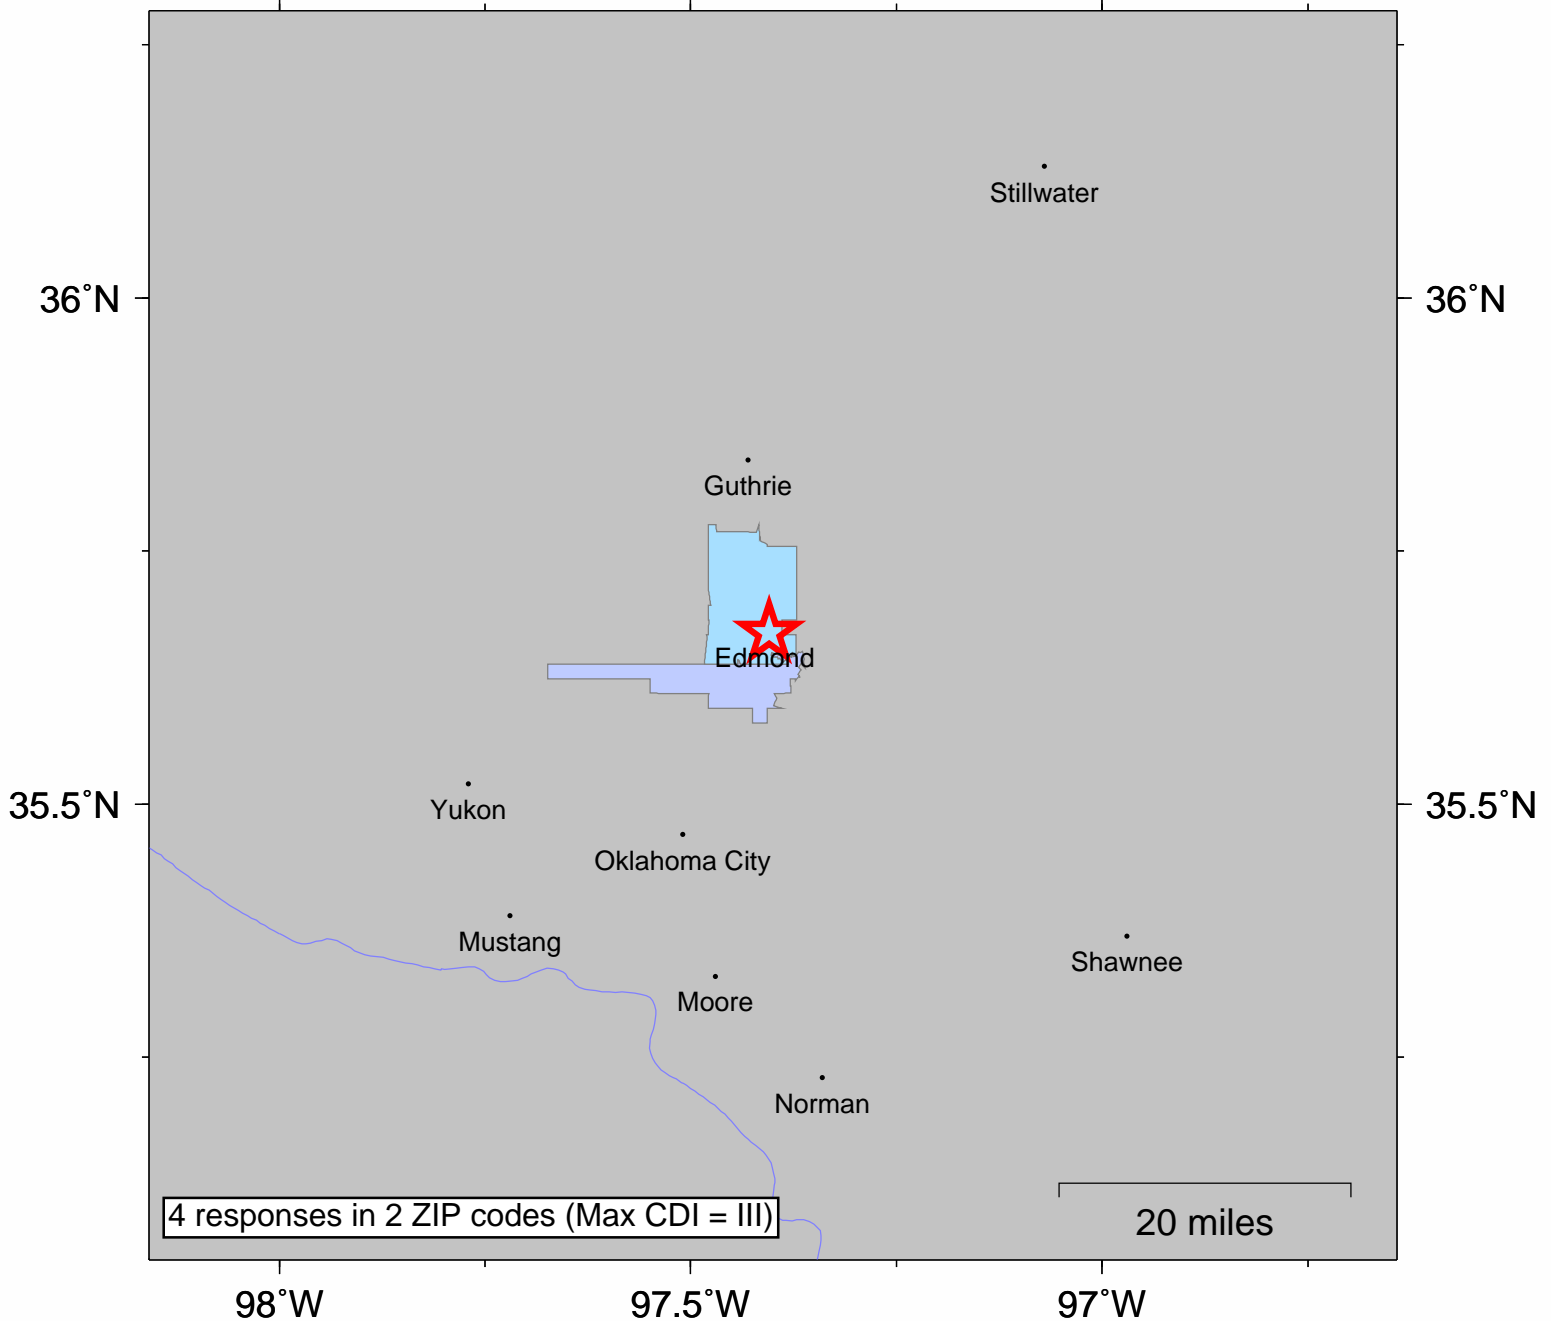 Stillwater
36°N
36°N
Guthrie
Edmond
35.5°N
35.5°N
Yukon
Oklahoma City
Mustang
Shawnee
Moore
Norman
4 responses in 2 ZIP codes (Max CDI = III)
20 miles
98°W
97.5°W
97°W